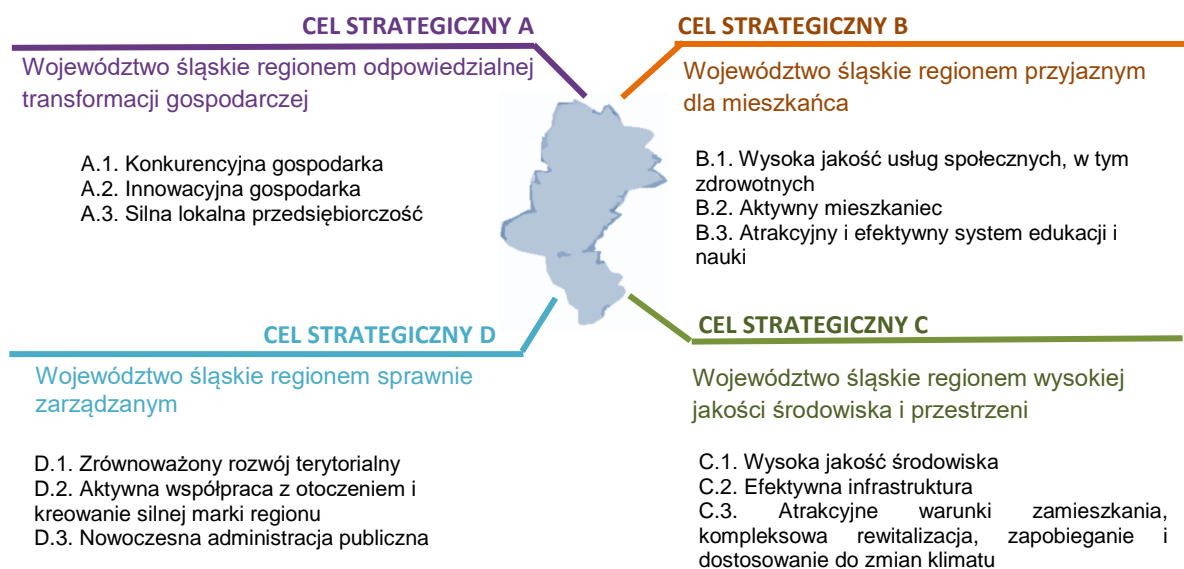 CEL STRATEGICZNY A
Województwo śląskie regionem odpowiedzialnej
transformacji gospodarczej
A.1. Konkurencyjna gospodarka
A.2. Innowacyjna gospodarka
A.3. Silna lokalna przedsiębiorczość
CEL STRATEGICZNY B
Województwo śląskie regionem przyjaznym
dla mieszkańca
B.1. Wysoka jakość usług społecznych, w tym
zdrowotnych
B.2. Aktywny mieszkaniec
B.3. Atrakcyjny i efektywny system edukacji i
nauki
CEL STRATEGICZNY D
Województwo śląskie regionem sprawnie
zarządzanym
D.1. Zrównoważony rozwój terytorialny
D.2. Aktywna współpraca z otoczeniem i
kreowanie silnej marki regionu
D.3. Nowoczesna administracja publiczna
CEL STRATEGICZNY C
Województwo śląskie regionem wysokiej
jakości środowiska i przestrzeni
C.1. Wysoka jakość środowiska
C.2. Efektywna infrastruktura
C.3. Atrakcyjne warunki zamieszkania,
kompleksowa rewitalizacja, zapobieganie i
dostosowanie do zmian klimatu